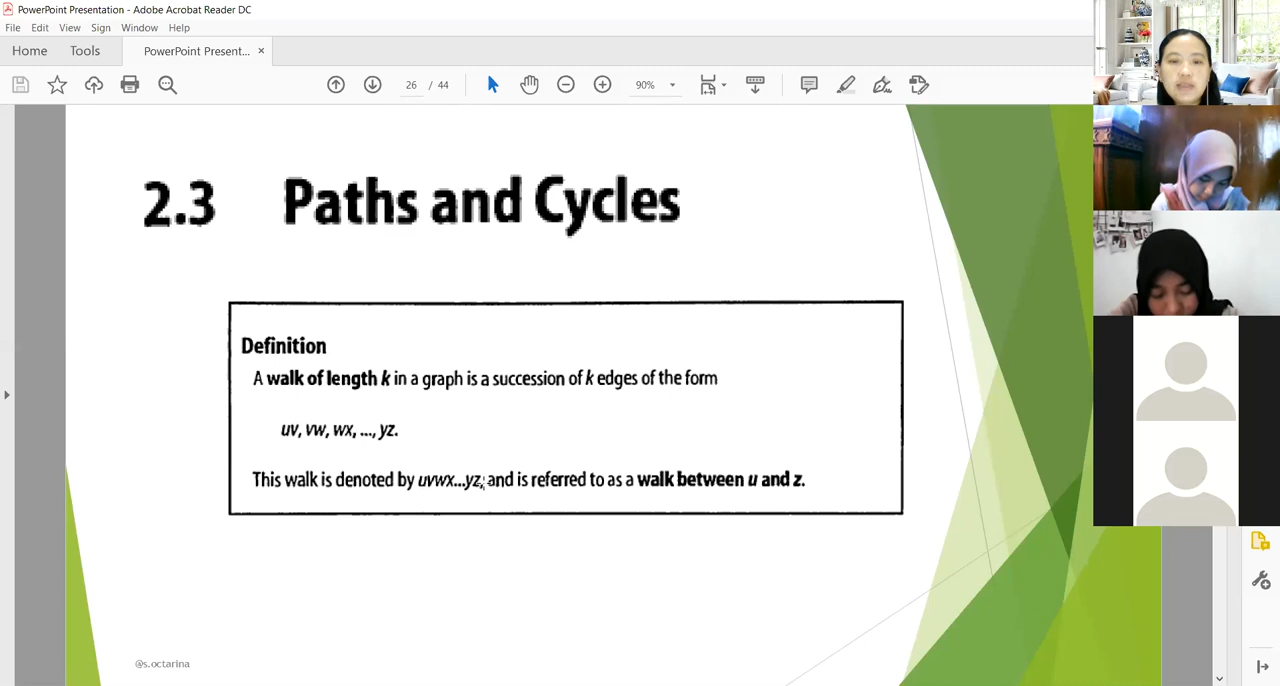 PowerPoint Presentation - Adobe Acrobat Reader DC
File Edit View Sign Window Help
Home Tools PowerPoint Present... ×
26 / 44 90%
2.3 Paths and Cycles
Definition
A walk of length k in a graph is a succession of k edges of the form
uv, vw, wx, ..., yz.
This walk is denoted by uvwx...yz, and is referred to as a walk between u and z.
@s.octarina